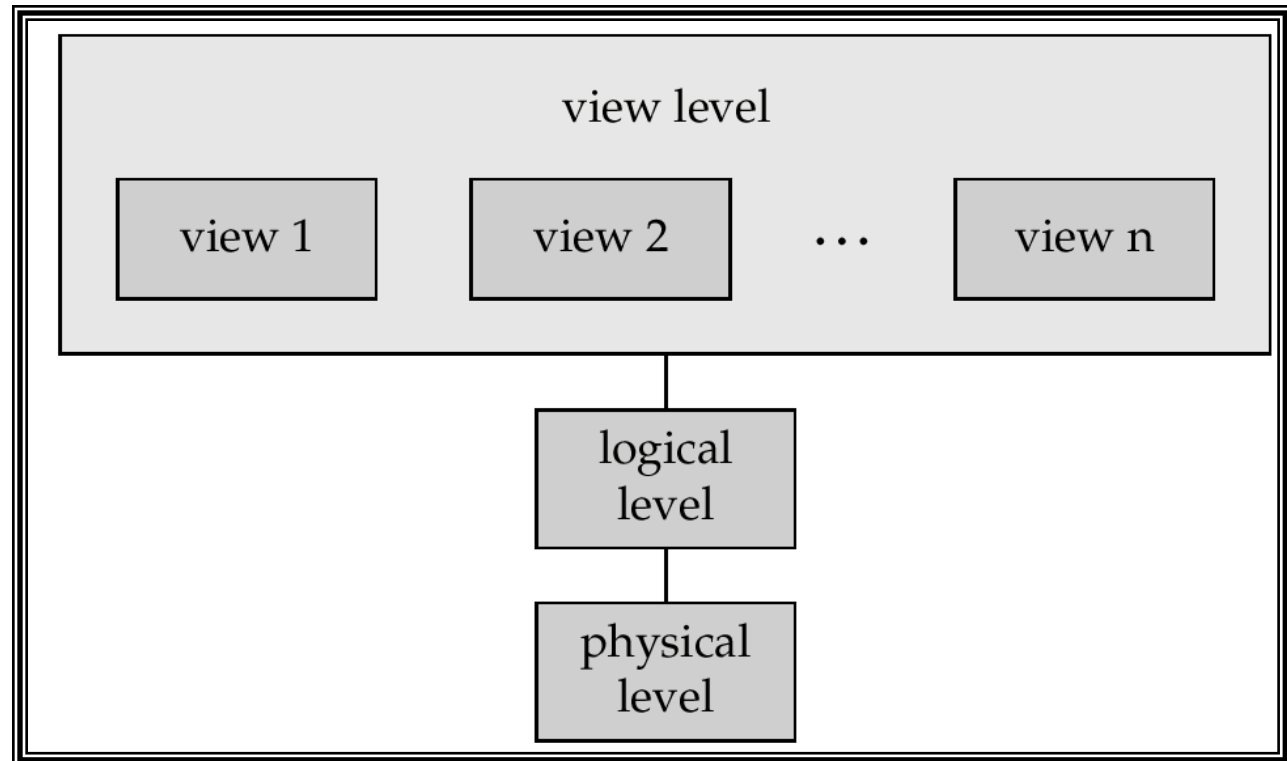 view level
view 1
view 2
...
view n
logical
level
physical
level